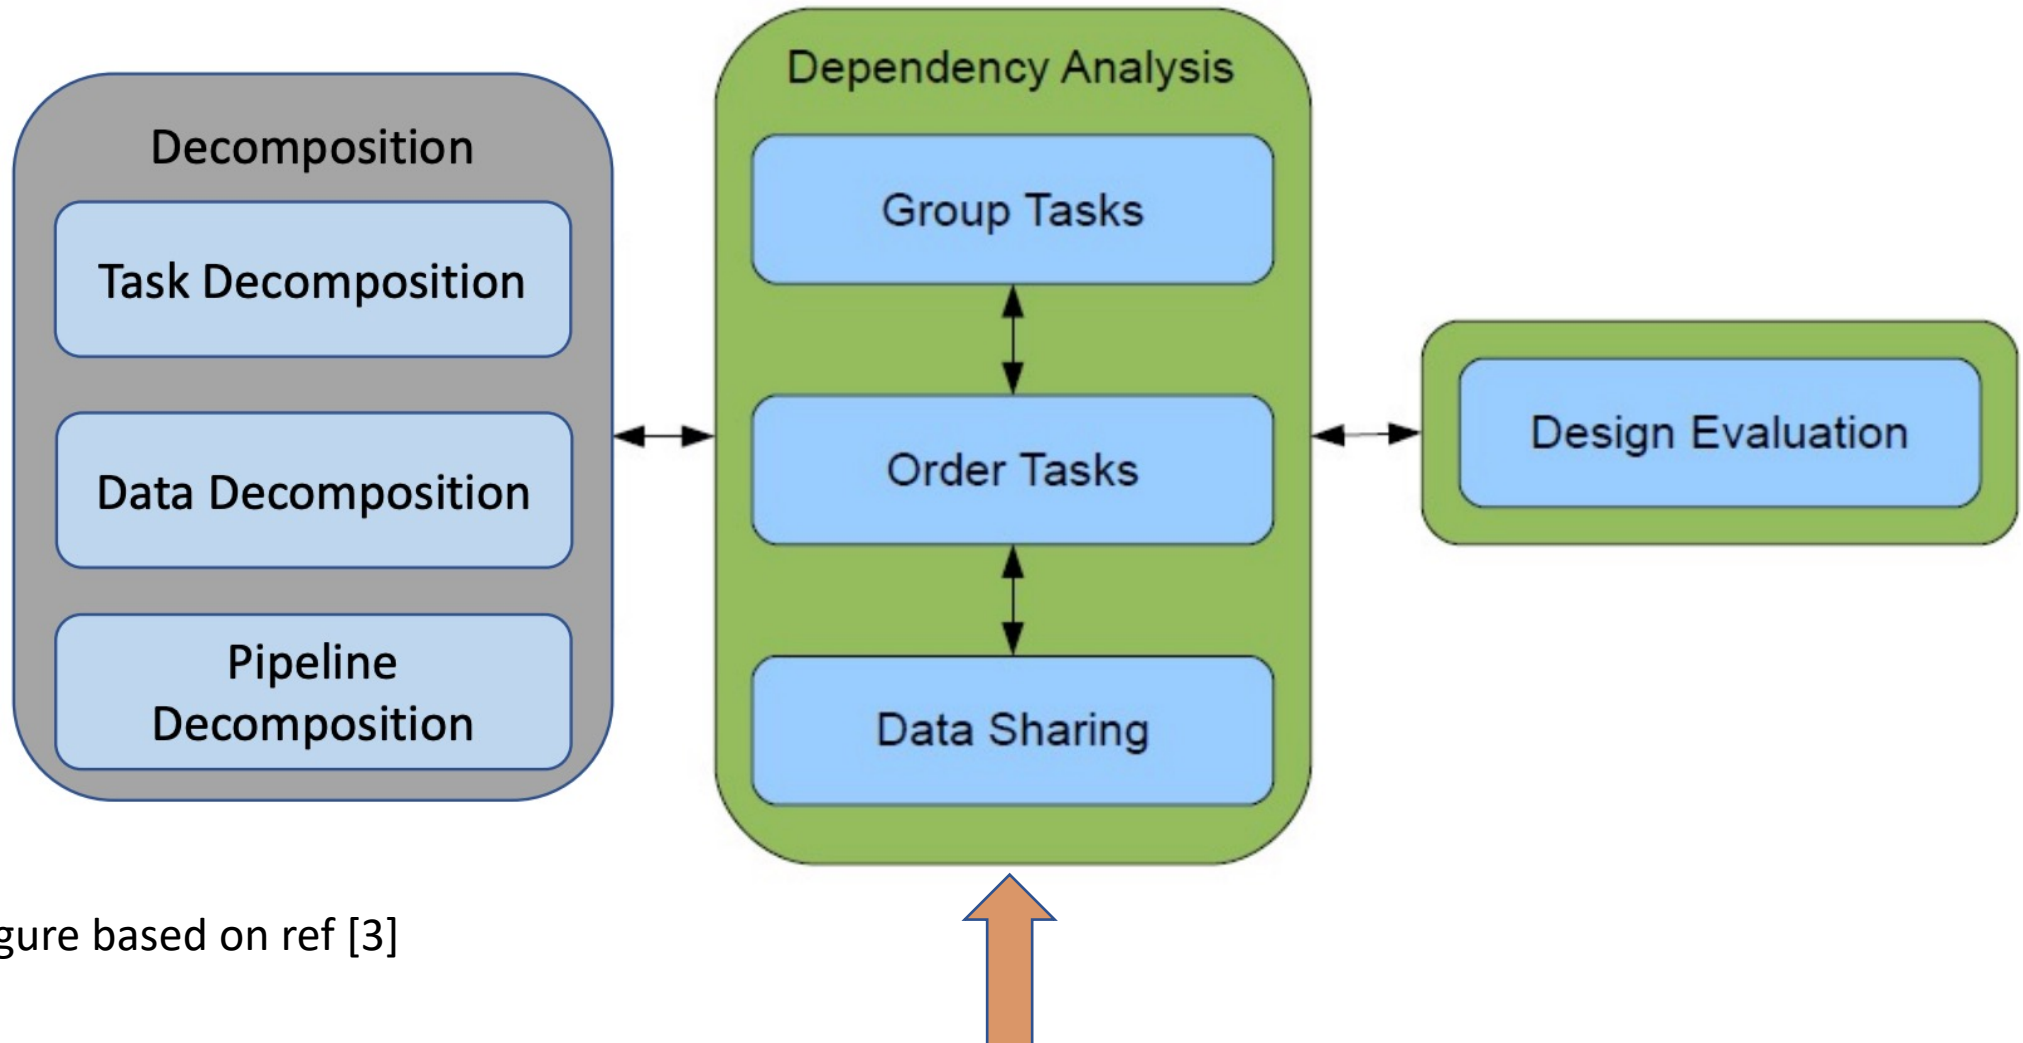 Decomposition
Task Decomposition
Data Decomposition
Pipeline
Decomposition
Dependency Analysis
Group Tasks
Order Tasks
Data Sharing
Design Evaluation
gure based on ref [3]